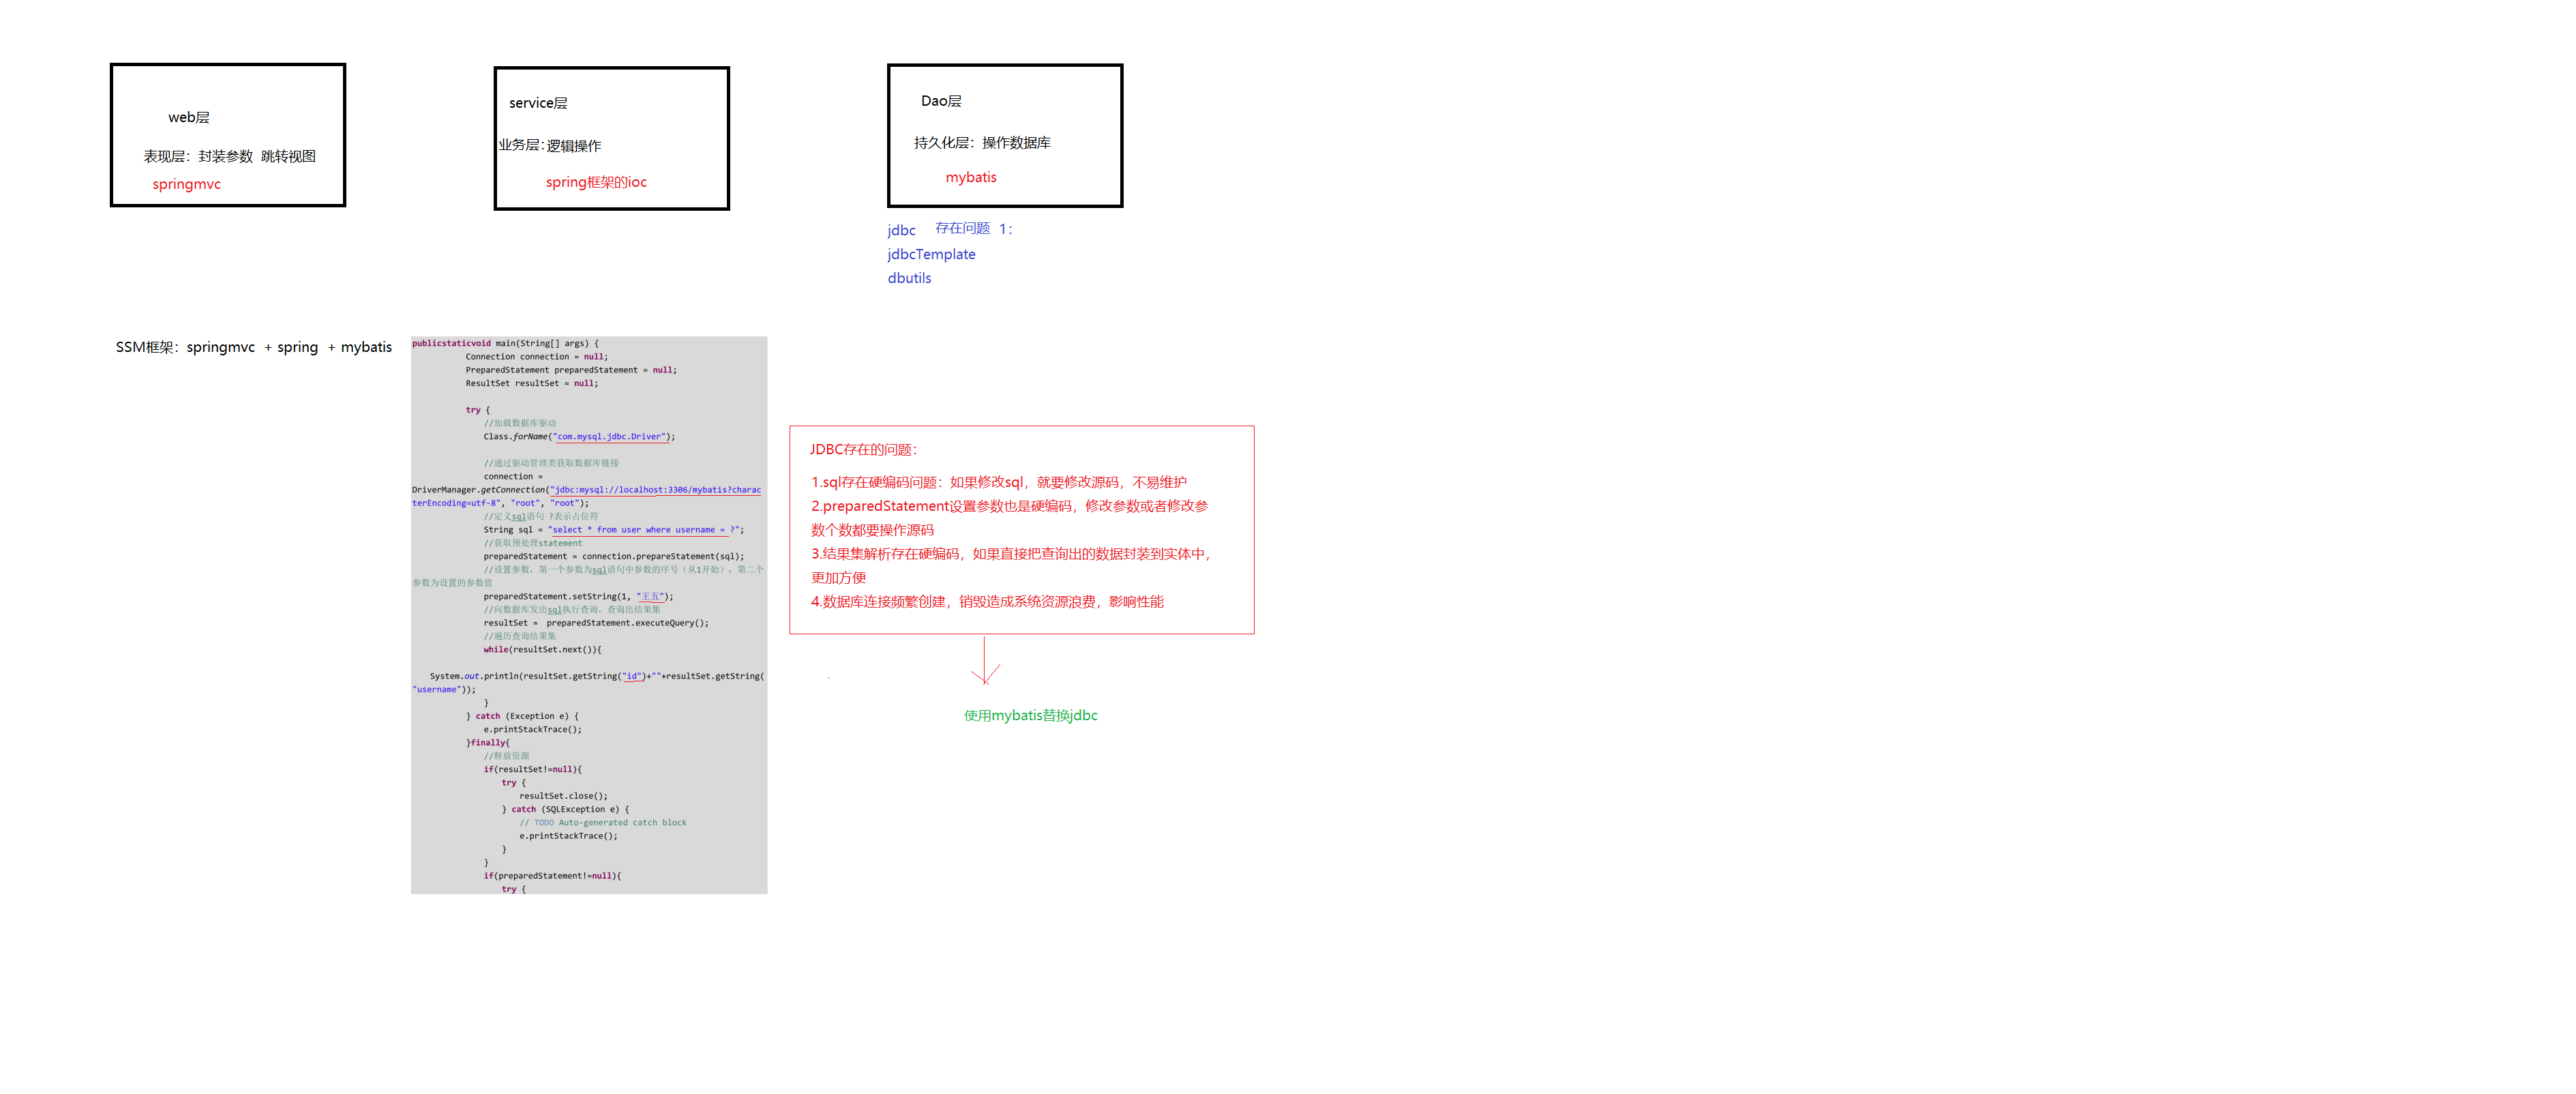 web层
表现层：封装参数  跳转视图
springmvc
service层
业务层：逻辑操作
spring框架的ioc
Dao层
持久化层：操作数据库
mybatis
jdbc 存在问题 1：
jdbcTemplate
dbutils
SSM框架：springmvc + spring + mybatis
publicstaticvoid main(String[] args) {
Connection connection = null;
PreparedStatement preparedStatement = null;
ResultSet resultSet = null;
try {
//加载数据库驱动
Class.forName("com.mysql.jdbc.Driver");
//通过驱动管理类获取数据库链接
connection =
DriverManager.getConnection("jdbc:mysql://localhost:3306/mybatis?charac
terEncoding=utf-8", "root", "root");
//定义sql语句 ?表示占位符
String sql = "select * from user where username = ?";
//获取预处理statement
preparedStatement = connection.prepareStatement(sql);
//设置参数，第一个参数为sql语句中参数的序号（从1开始），第二个
参数为设置的参数值
preparedStatement.setString(1, "王五");
//向数据库发出sql执行查询，查询出结果集
resultSet =  preparedStatement.executeQuery();
//遍历查询结果集
while(resultSet.next()){
System.out.println(resultSet.getString("id")+""+resultSet.getString(
"username"));
}
} catch (Exception e) {
e.printStackTrace();
}finally{
//释放资源
if(resultSet!=null){
try {
resultSet.close();
} catch (SQLException e) {
// TODO Auto-generated catch block
e.printStackTrace();
}
}
if(preparedStatement!=null){
try {
JDBC存在的问题：
1.sql存在硬编码问题：如果修改sql，就要修改源码，不易维护
2.preparedStatement设置参数也是硬编码，修改参数或者修改参
数个数都要操作源码
3.结果集解析存在硬编码，如果直接把查询出的数据封装到实体中，
更加方便
4.数据库连接频繁创建，销毁造成系统资源浪费，影响性能
使用mybatis替换jdbc